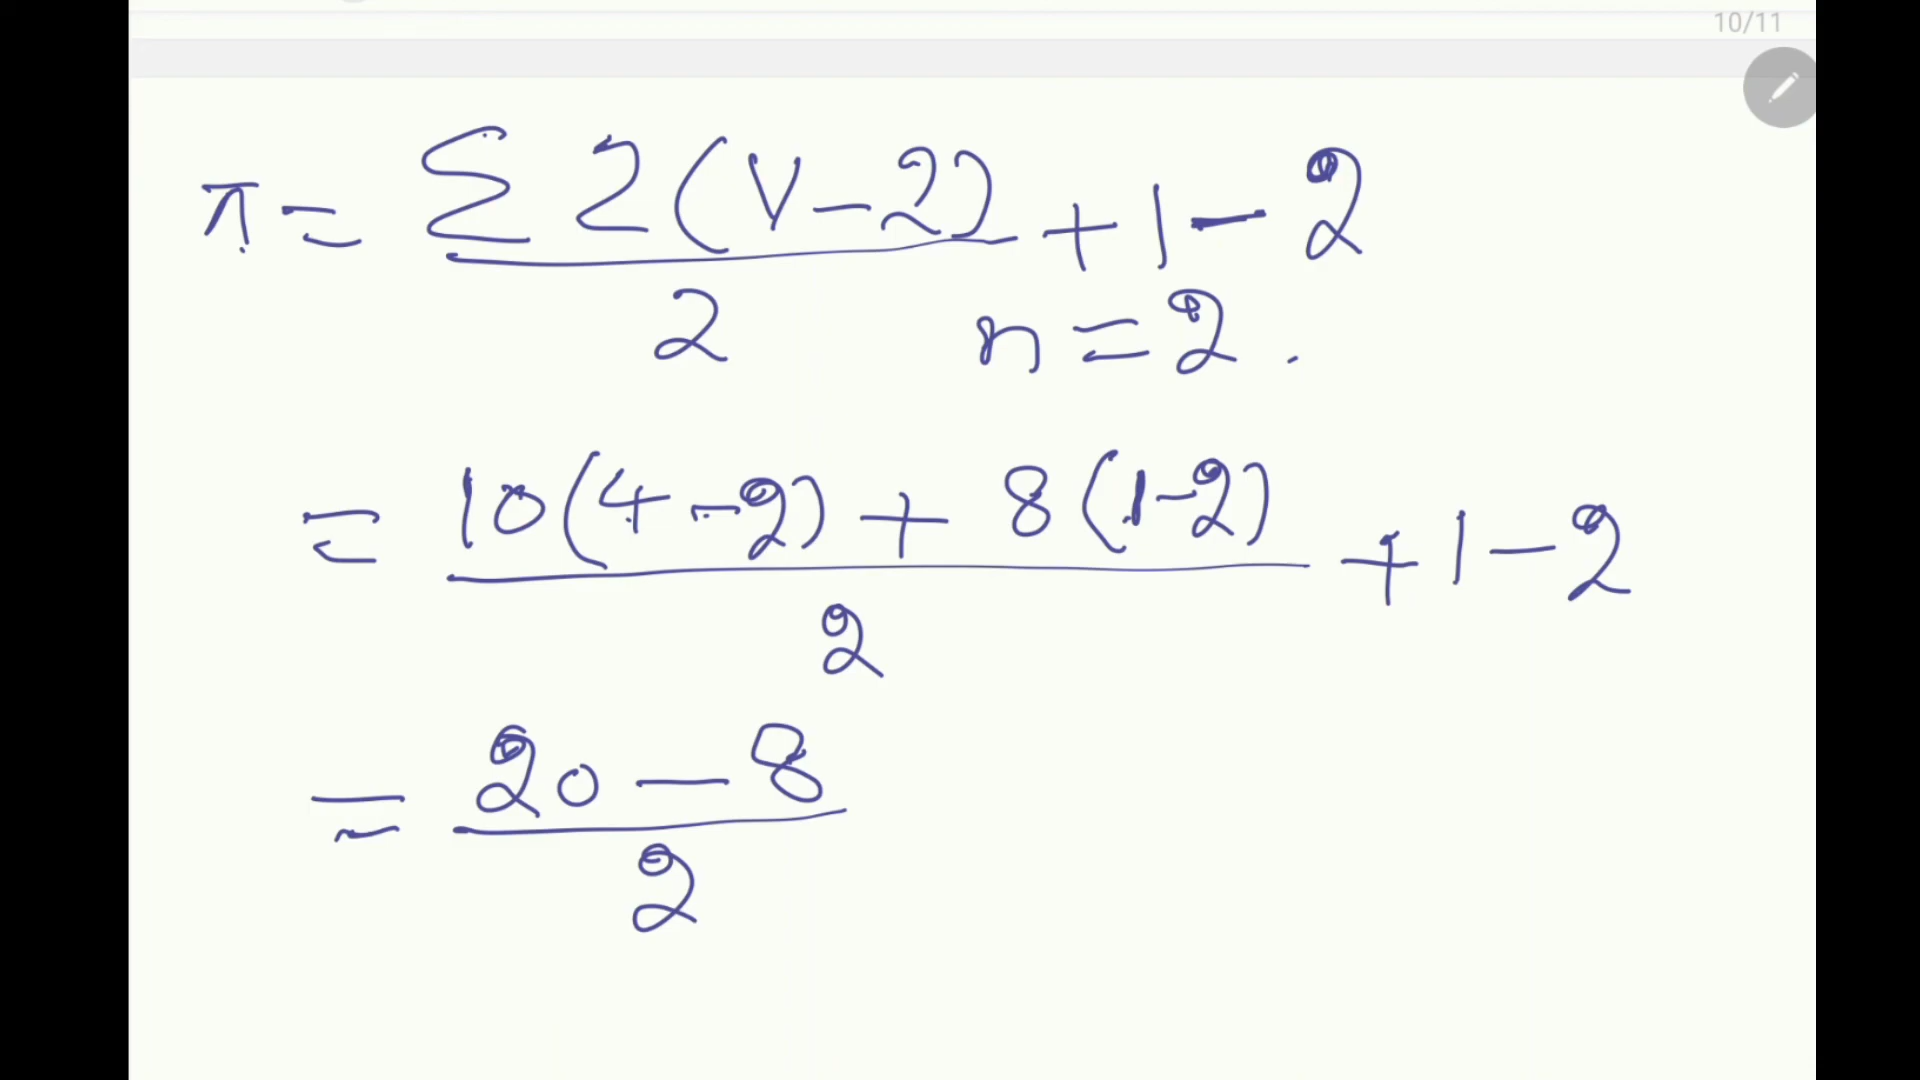 10/11
π = Σ 2(V-2) + 1 - 2
2 n = 2 .
= 10(4-2) + 8(1-2) + 1 - 2
2
= 20 - 8
2